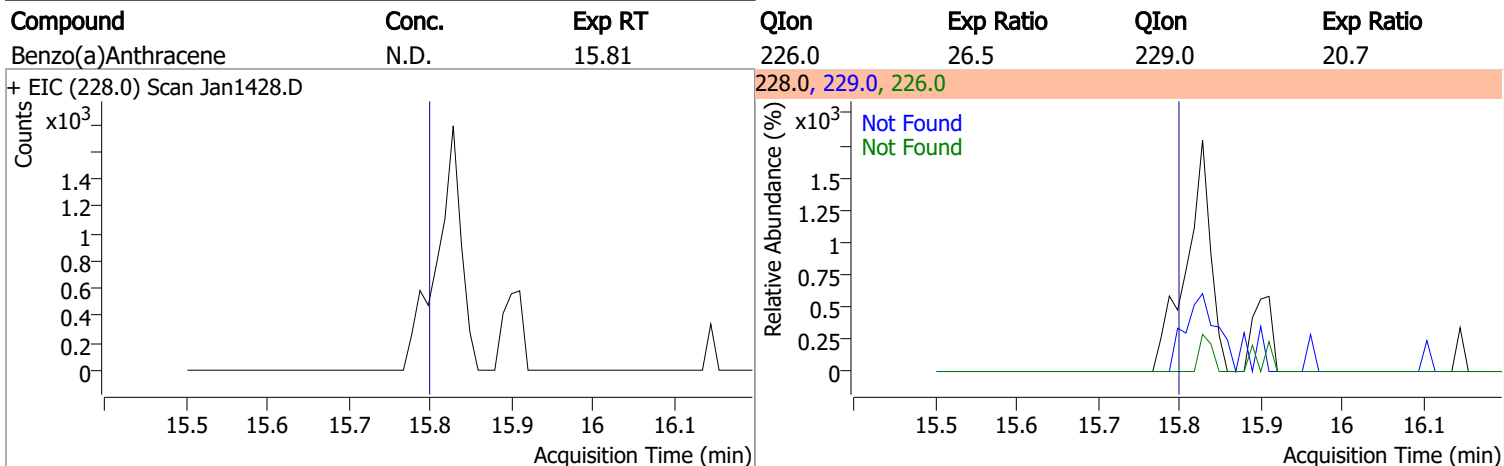 Compound Conc. Exp RT QIon Exp Ratio QIon Exp Ratio
Benzo(a)Anthracene N.D. 15.81 226.0 26.5 229.0 20.7
+ EIC (228.0) Scan Jan1428.D
Counts
x10³
1.4
1.2
1
0.8
0.6
0.4
0.2
0
15.5 15.6 15.7 15.8 15.9 16 16.1
Acquisition Time (min)
228.0, 229.0, 226.0
Relative Abundance (%)
x10³
Not Found
Not Found
1.5
1.25
1
0.75
0.5
0.25
0
15.5 15.6 15.7 15.8 15.9 16 16.1
Acquisition Time (min)